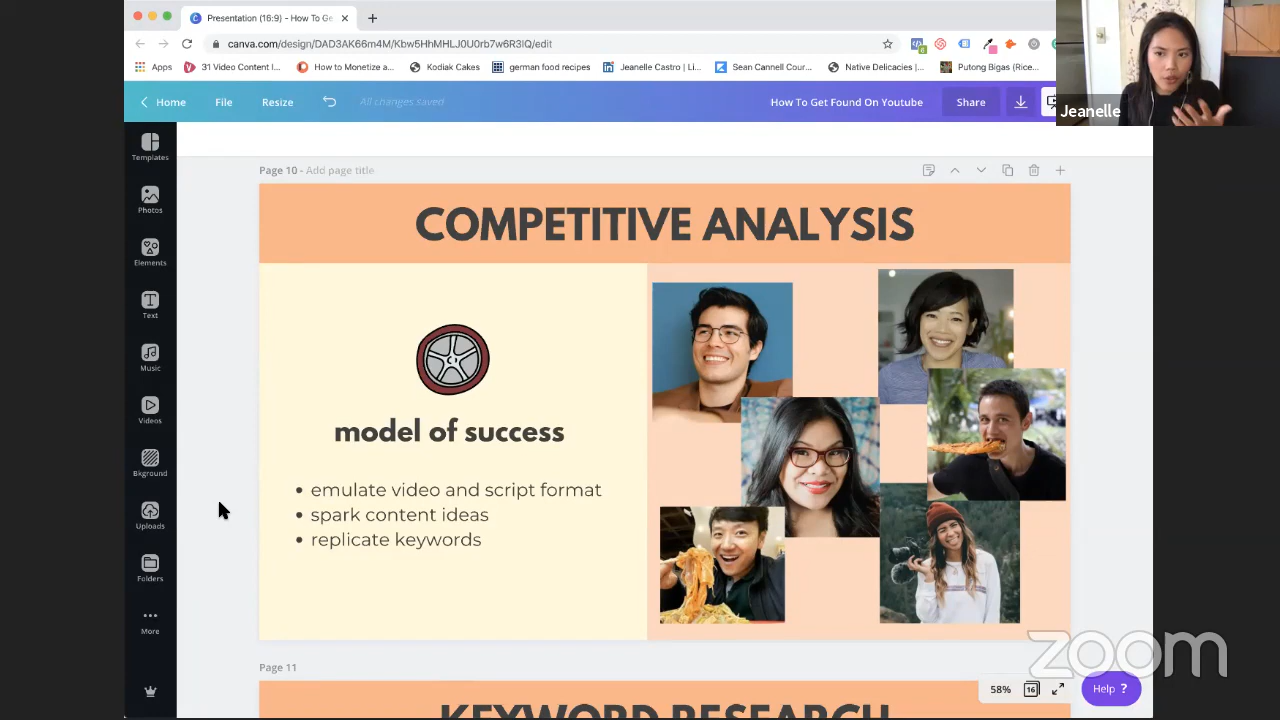 Presentation (16:9) - How To Ge
canva.com/design/DAD3AK66m4M/Kbw5HhMHLJ0U0rb7w6R3IQ/edit
Apps
31 Video Content I...
How to Monetize a...
Kodiak Cakes
german food recipes
Jeanelle Castro | Li...
Sean Cannell Cour...
Native Delicacies |...
Putong Bigas (Rice...
Home
File
Resize
All changes saved
How To Get Found On Youtube
Share
Jeanelle
Templates
Photos
Elements
Text
Music
Videos
Bkground
Uploads
Folders
More
Page 10 - Add page title
COMPETITIVE ANALYSIS
model of success
• emulate video and script format
• spark content ideas
• replicate keywords
Page 11
KEYWORD RESEARCH
58%
16
Help ?
zoom